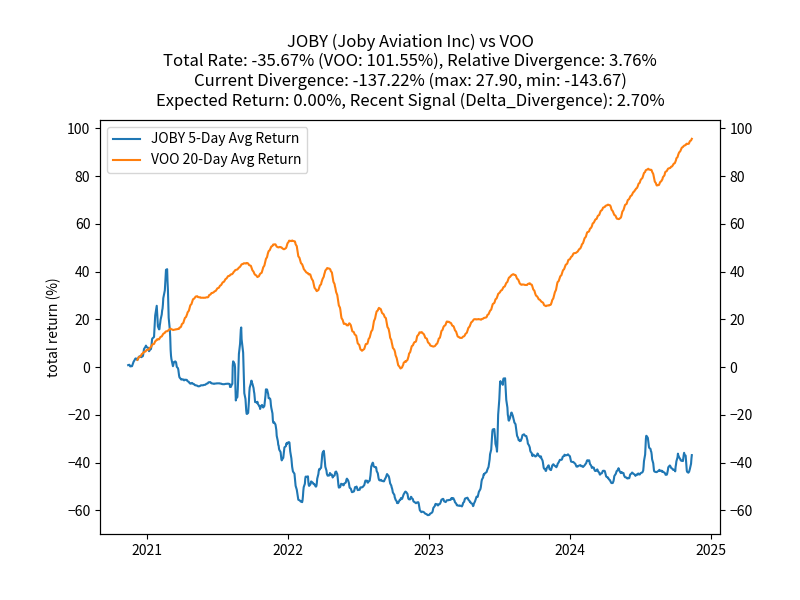 JOBY (Joby Aviation Inc) vs VOO
Total Rate: -35.67% (VOO: 101.55%), Relative Divergence: 3.76%
Current Divergence: -137.22% (max: 27.90, min: -143.67)
Expected Return: 0.00%, Recent Signal (Delta_Divergence): 2.70%
JOBY 5-Day Avg Return
VOO 20-Day Avg Return
total return (%)
100
80
60
40
20
0
−20
−40
−60
100
80
60
40
20
0
−20
−40
−60
2021 2022 2023 2024 2025